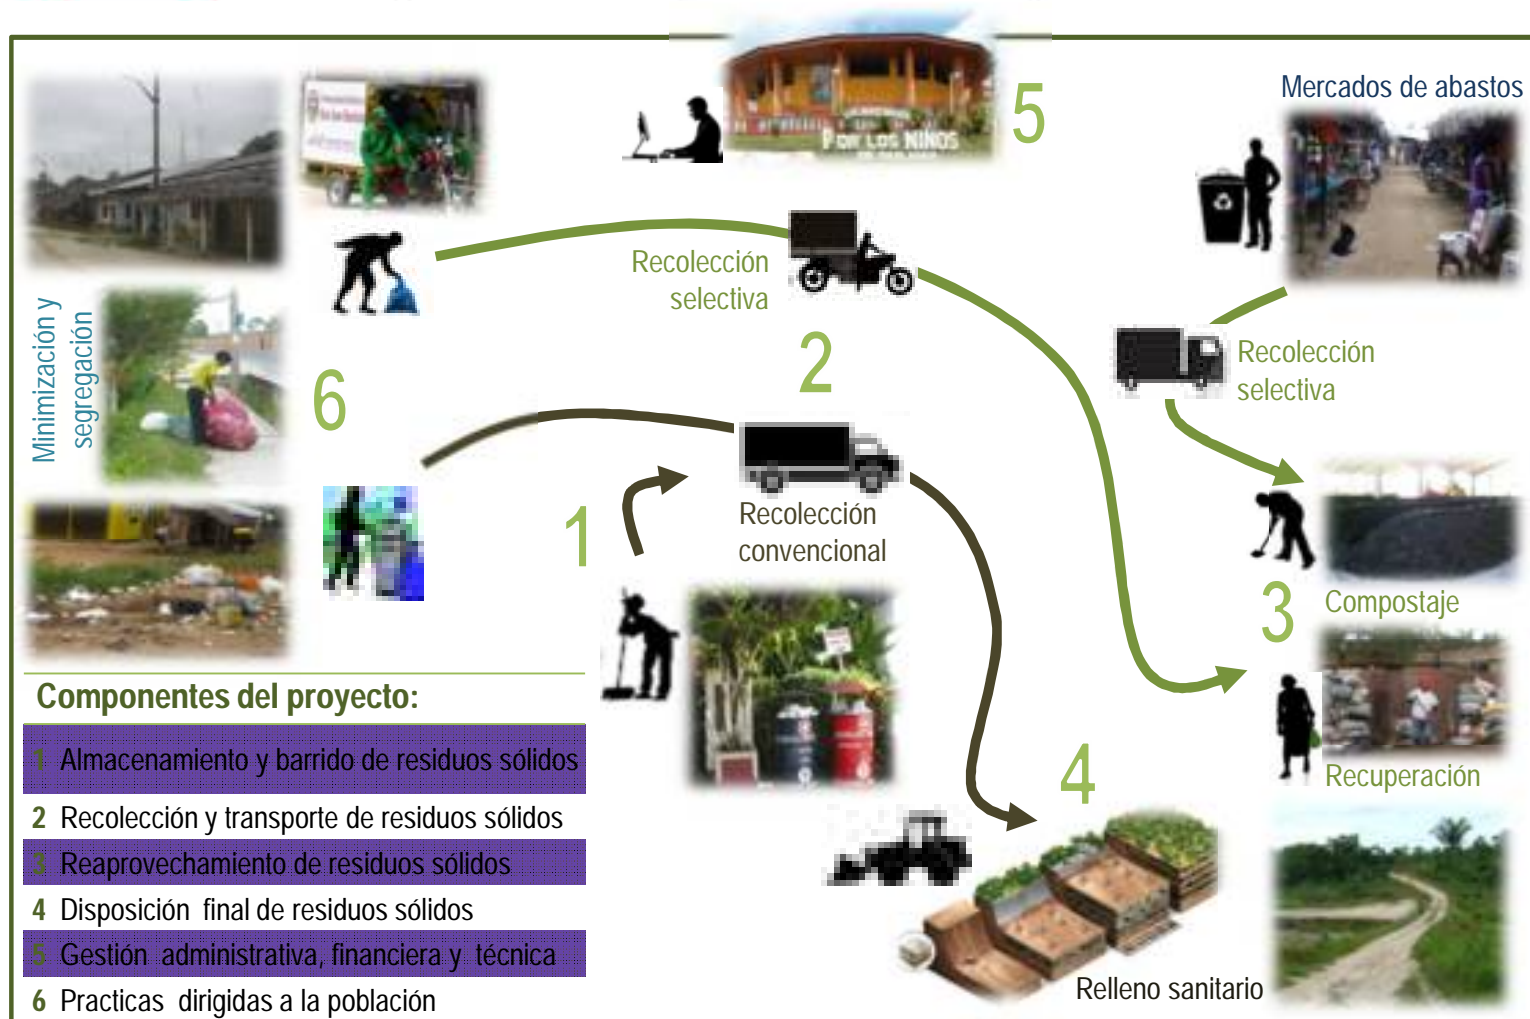 5
POR LOS NIÑOS
Mercados de abastos
Recolección
selectiva
2
Recolección
selectiva
Minimización y
segregación
6
1
Recolección
convencional
3
Compostaje
Recuperación
4
Relleno sanitario
Componentes del proyecto:
1 Almacenamiento y barrido de residuos sólidos
2 Recolección y transporte de residuos sólidos
3 Reaprovechamiento de residuos sólidos
4 Disposición final de residuos sólidos
5 Gestión administrativa, financiera y técnica
6 Practicas dirigidas a la población